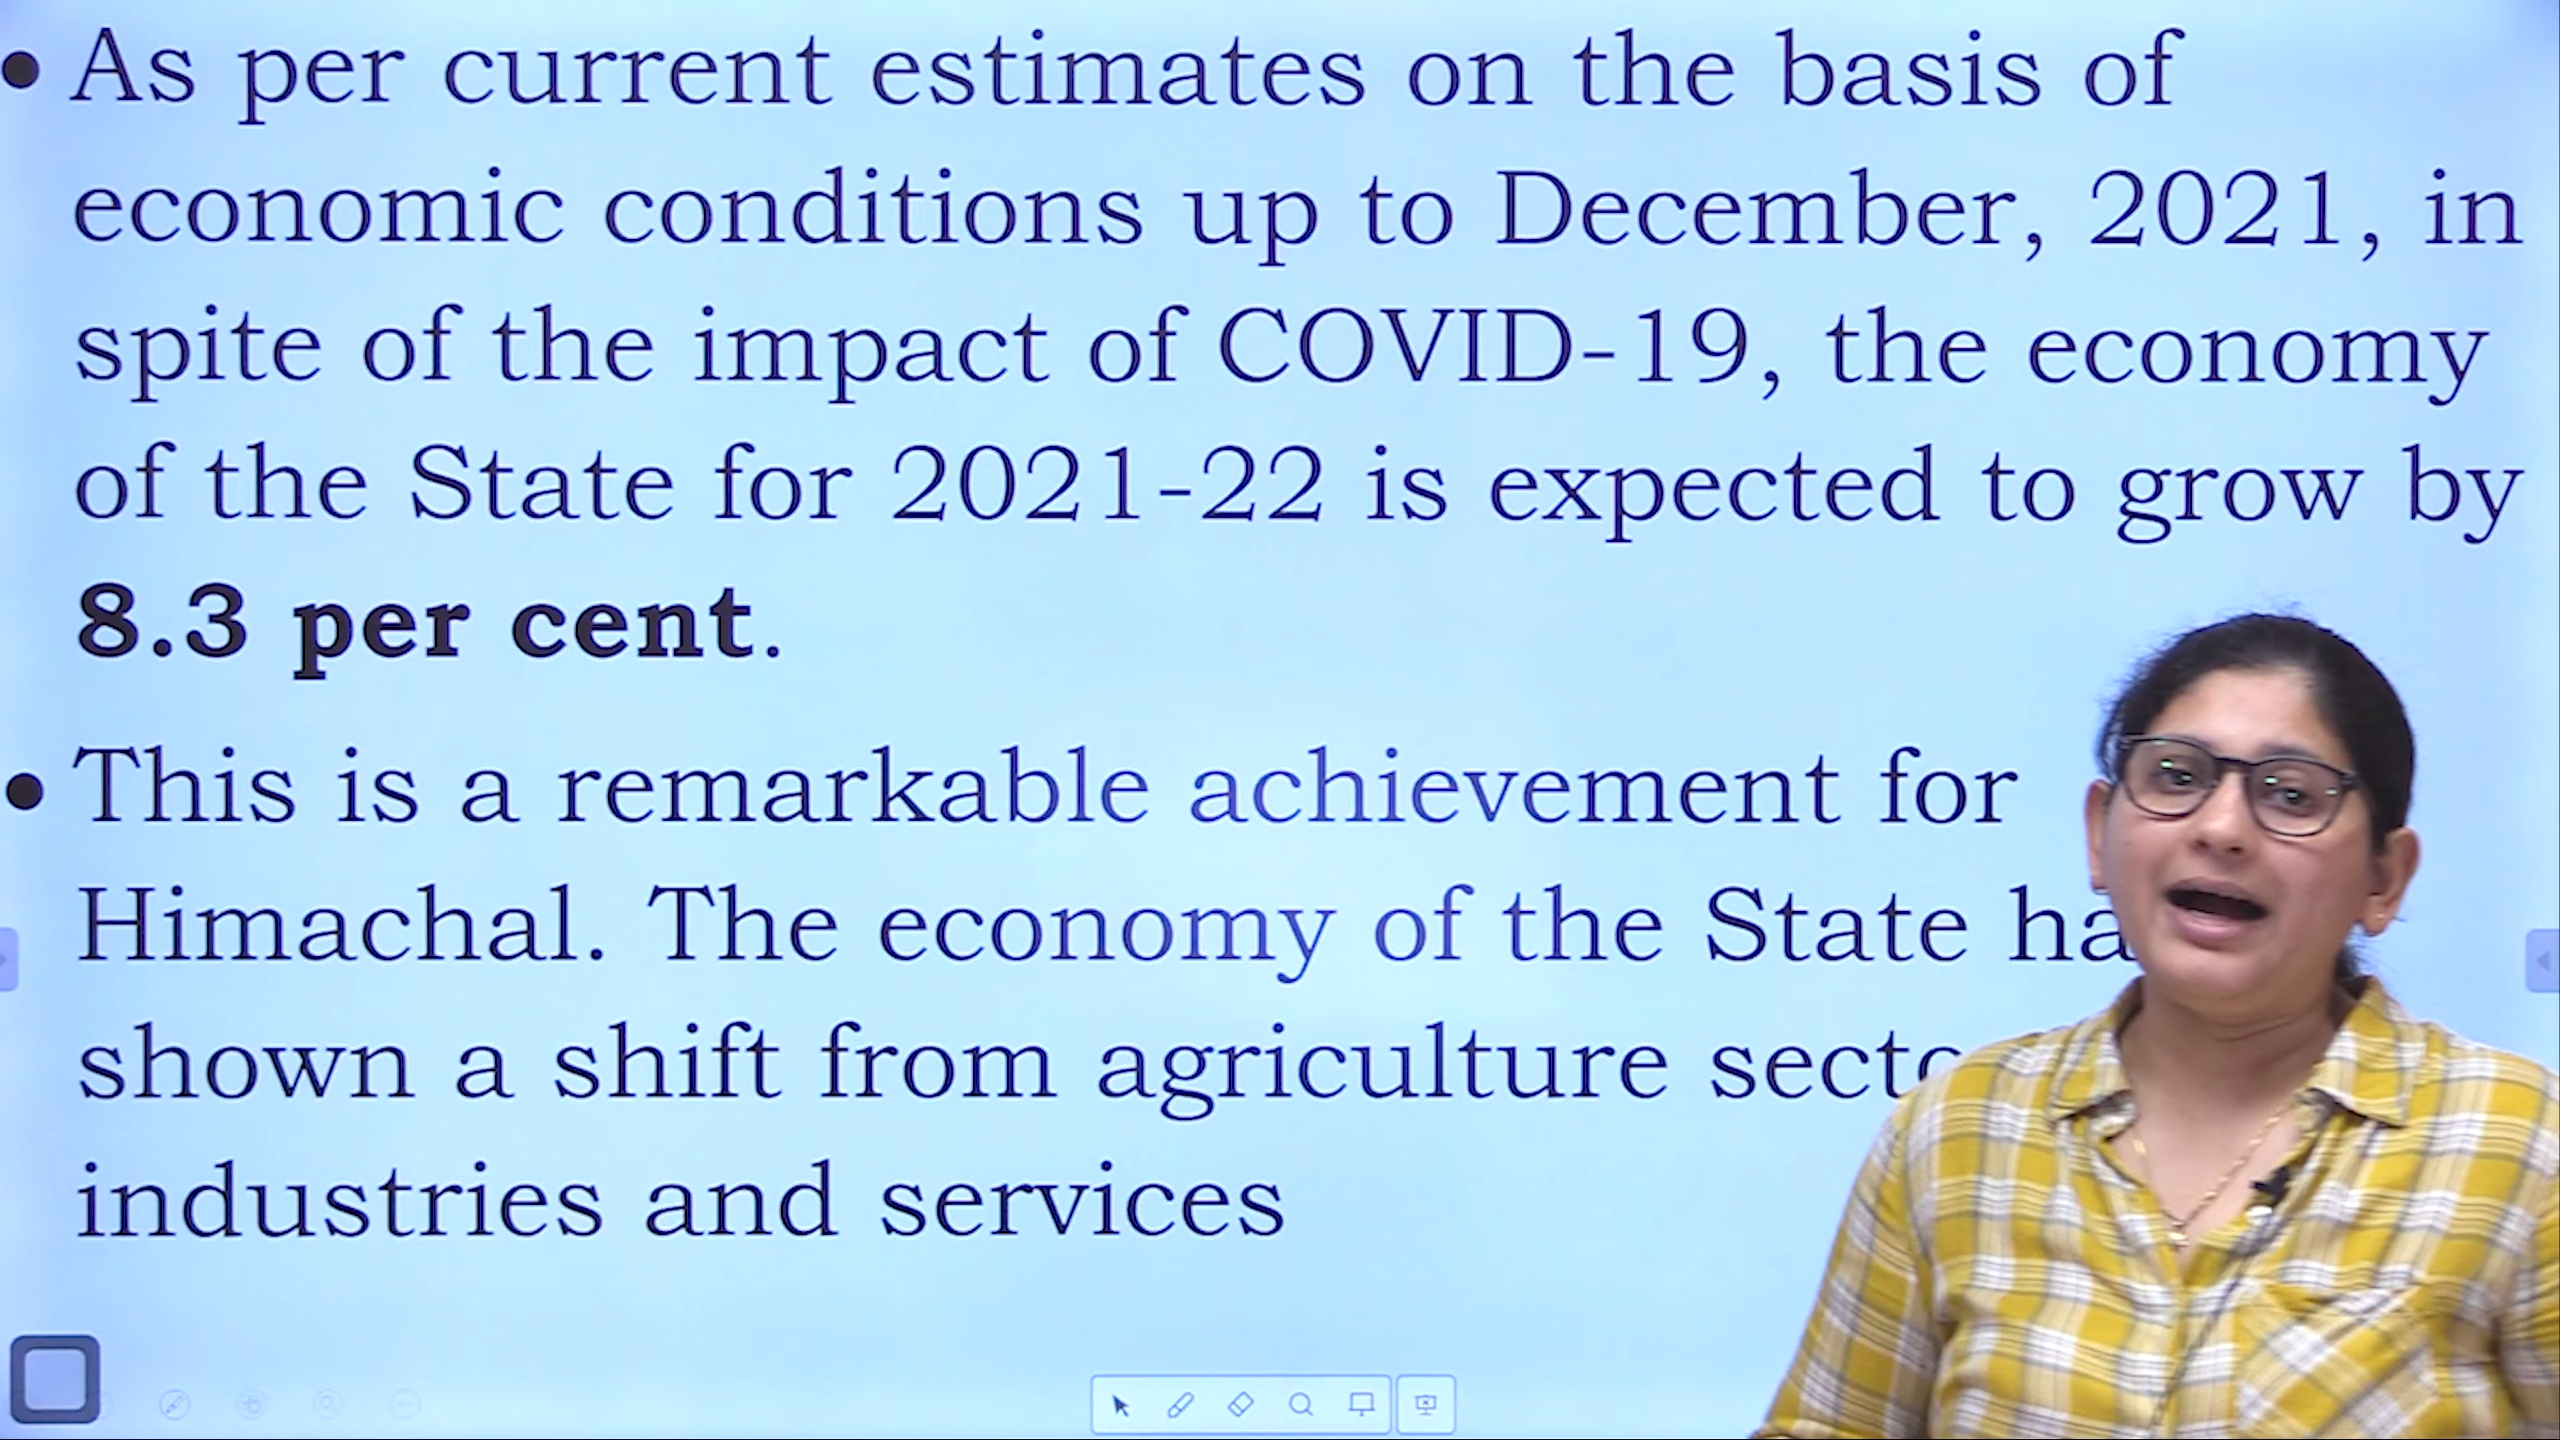 • As per current estimates on the basis of
economic conditions up to December, 2021, in
spite of the impact of COVID-19, the economy
of the State for 2021-22 is expected to grow by
8.3 per cent.
• This is a remarkable achievement for
Himachal. The economy of the State
shown a shift from agriculture
industries and services